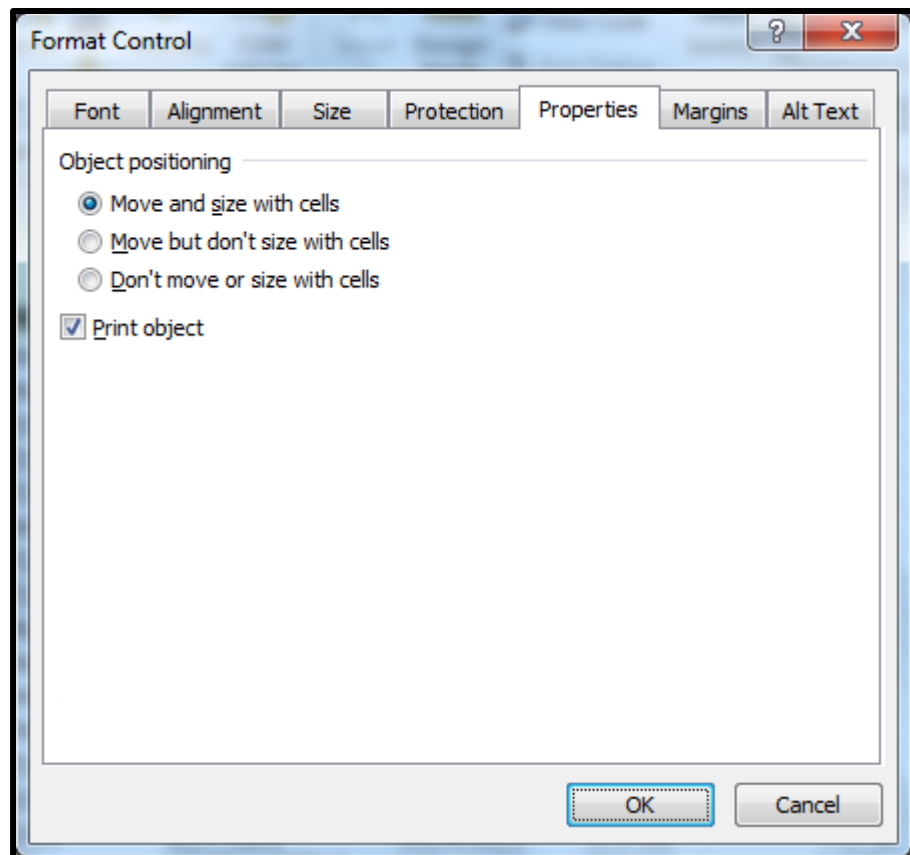 Format Control
?
Font Alignment Size Protection Properties Margins Alt Text
Object positioning
Move and size with cells
Move but don't size with cells
Don't move or size with cells
Print object
OK Cancel